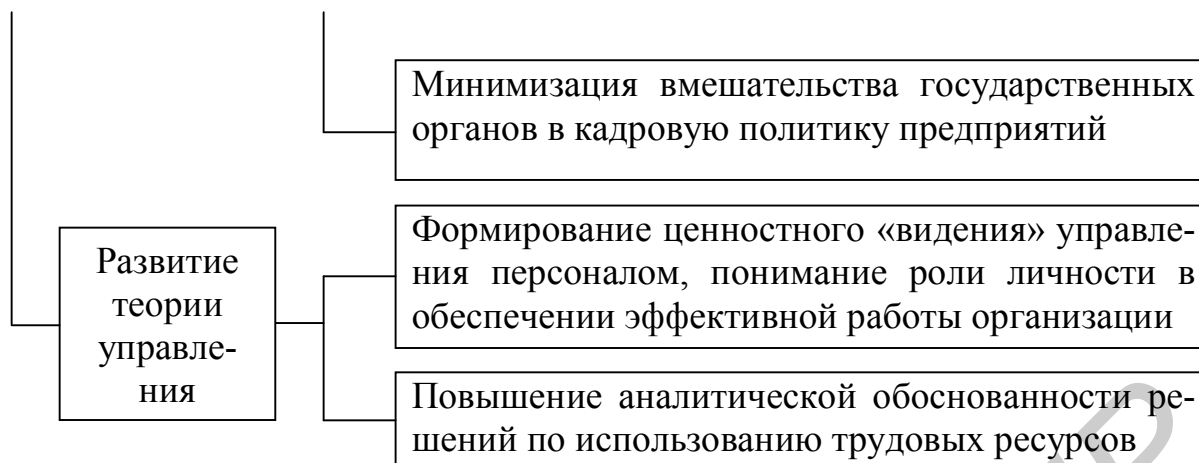 Минимизация вмешательства государственных
органов в кадровую политику предприятий
Развитие
теории
управле-
ния
Формирование ценностного «видения» управле-
ния персоналом, понимание роли личности в
обеспечении эффективной работы организации
Повышение аналитической обоснованности ре-
шений по использованию трудовых ресурсов